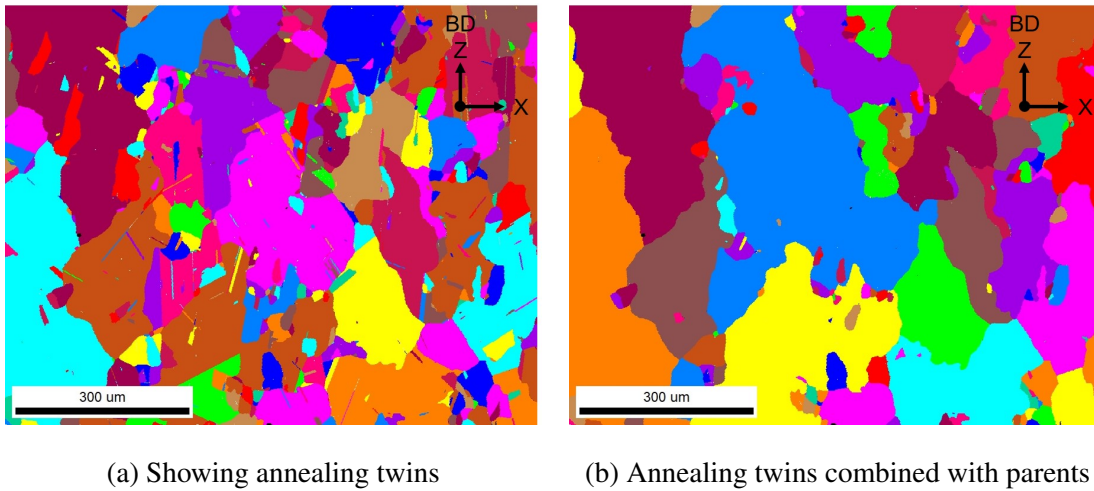 BD
Z
X
300 um
BD
Z
X
300 um
(a) Showing annealing twins
(b) Annealing twins combined with parents